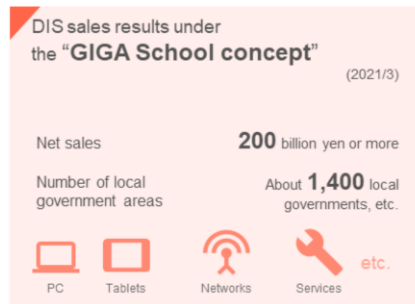 DIS sales results under
the “GIGA School concept”
(2021/3)
Net sales 200 billion yen or more
Number of local
government areas
About 1,400 local
governments, etc.
PC Tablets Networks Services etc.